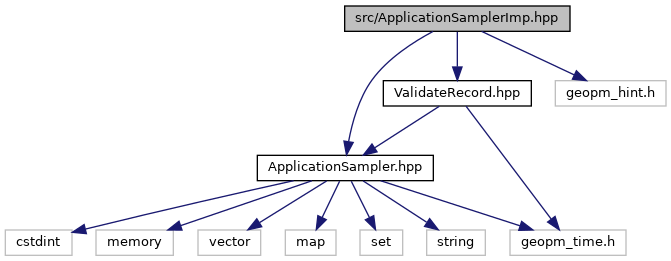 src/ApplicationSamplerImp.hpp
ValidateRecord.hpp
geopm_hint.h
ApplicationSampler.hpp
cstdint
memory
vector
map
set
string
geopm_time.h